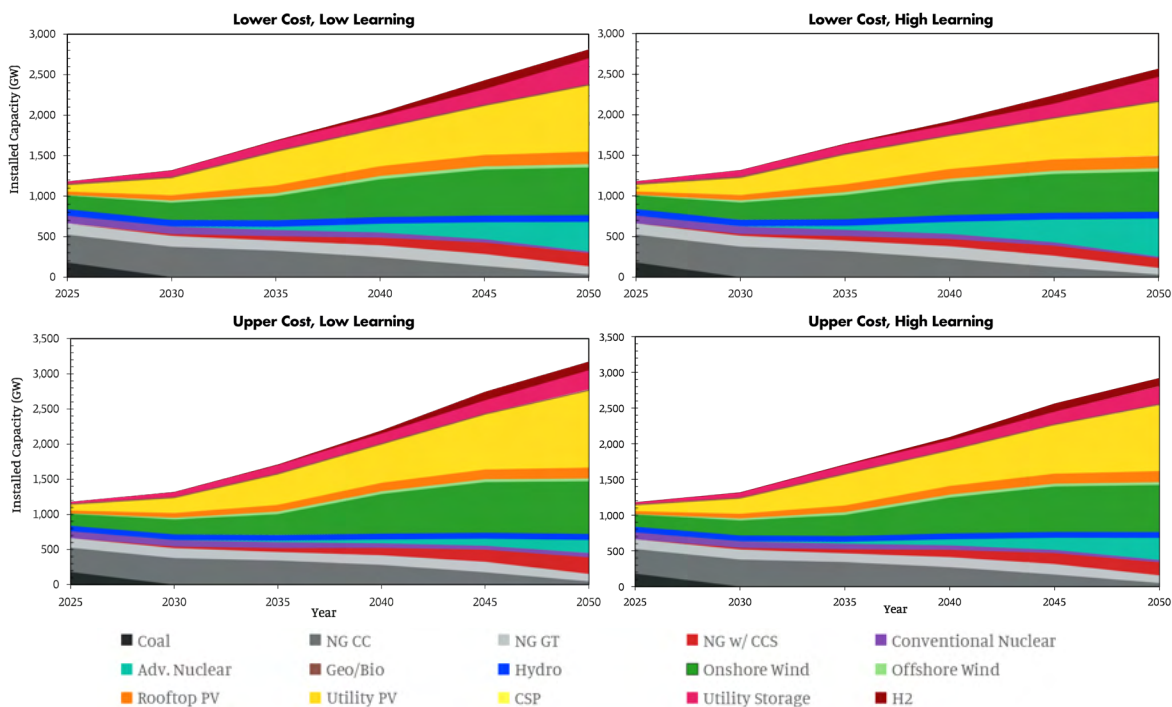 Lower Cost, Low Learning
3,000
2,500
2,000
1,500
1,000
500
0
Installed Capacity (GW)
2025 2030 2035 2040 2045 2050
Lower Cost, High Learning
3,000
2,500
2,000
1,500
1,000
500
0
2025 2030 2035 2040 2045 2050
Upper Cost, Low Learning
3,500
3,000
2,500
2,000
1,500
1,000
500
0
Installed Capacity (GW)
2025 2030 2035 2040 2045 2050
Year
Upper Cost, High Learning
3,500
3,000
2,500
2,000
1,500
1,000
500
0
2025 2030 2035 2040 2045 2050
Year
Coal NG CC NG GT NG w/ CCS Conventional Nuclear
Adv. Nuclear Geo/Bio Hydro Onshore Wind Offshore Wind
Rooftop PV Utility PV CSP Utility Storage H2